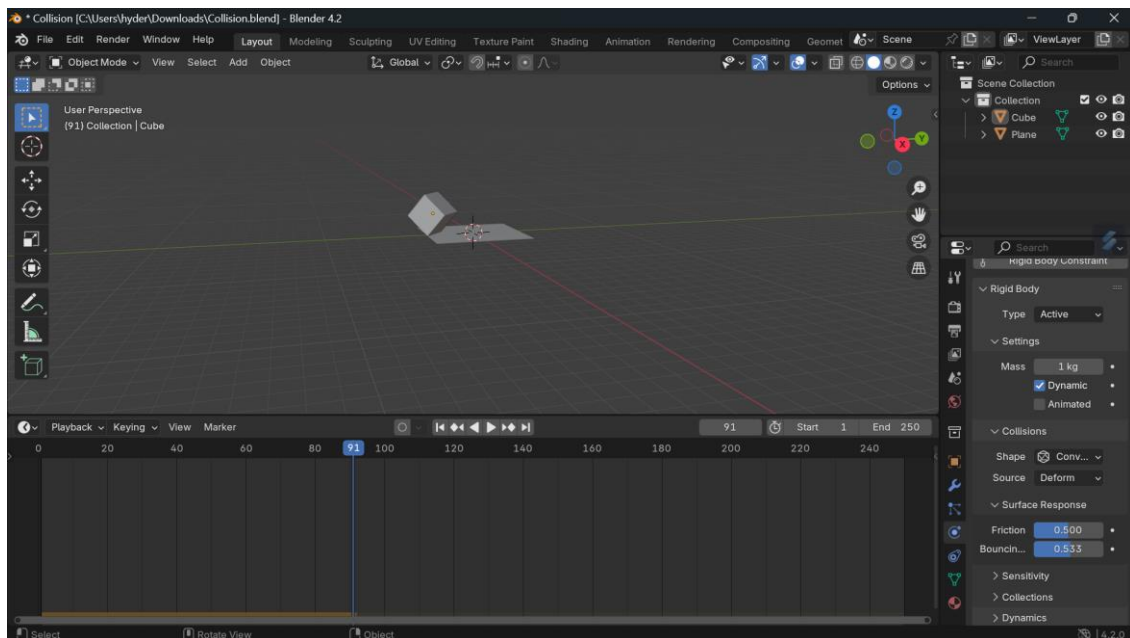 * Collision [C:\Users\hyder\Downloads\Collision.blend] - Blender 4.2
File Edit Render Window Help Layout Modeling Sculpting UV Editing Texture Paint Shading Animation Rendering Compositing Geomet Scene ViewLayer
Object Mode View Select Add Object Global Search
Options
User Perspective
(91) Collection | Cube
Z
Y
X
Scene Collection
Collection
Cube
Plane
Search
Rigid Body Constraint
Rigid Body
Type Active
Settings
Mass 1 kg
Dynamic
Animated
Collisions
Shape Conv...
Source Deform
Surface Response
Friction 0.500
Bouncin... 0.533
Sensitivity
Collections
Dynamics
Playback Keying View Marker 91 Start 1 End 250
0 20 40 60 80 91 100 120 140 160 180 200 220 240
Select Rotate View Object 4.2.0